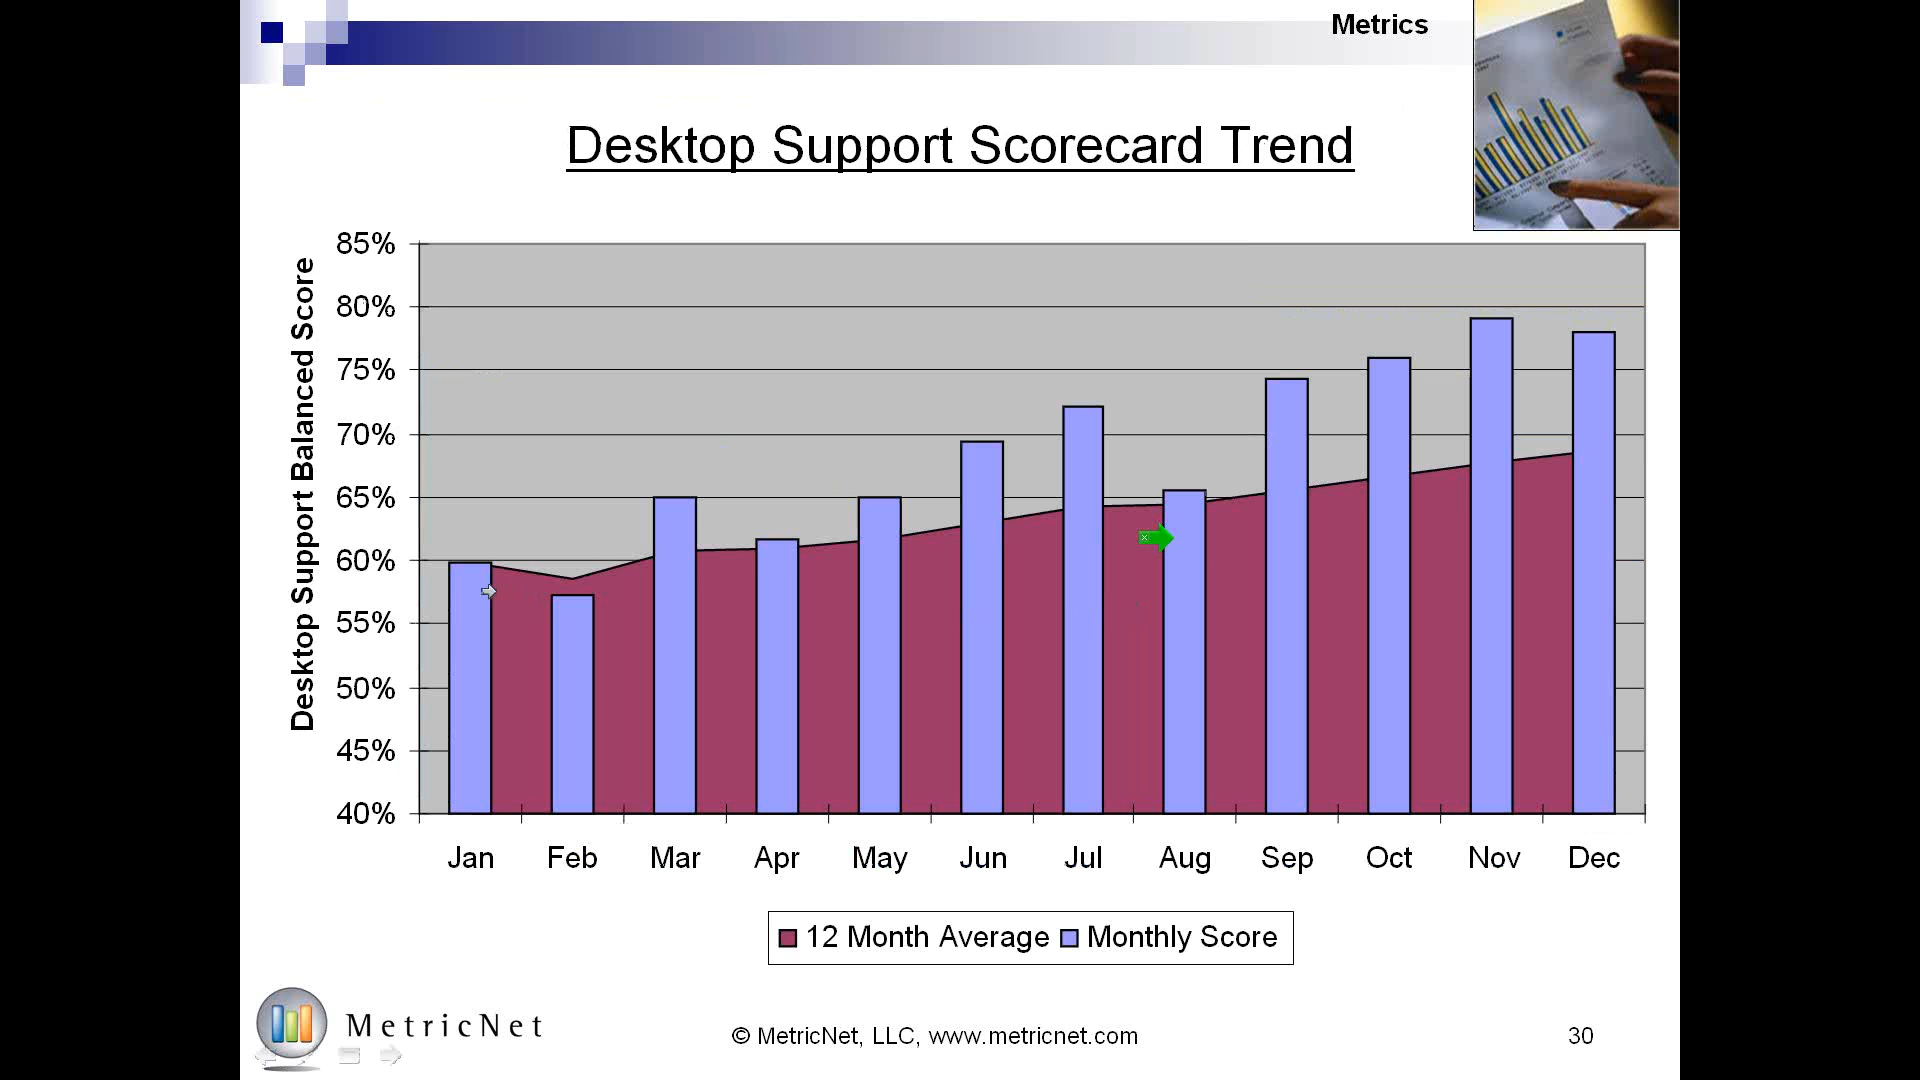 Metrics
Desktop Support Scorecard Trend
Desktop Support Balanced Score
85%
80%
75%
70%
65%
60%
55%
50%
45%
40%
Jan Feb Mar Apr May Jun Jul Aug Sep Oct Nov Dec
12 Month Average Monthly Score
MetricNet
© MetricNet, LLC, www.metricnet.com
30